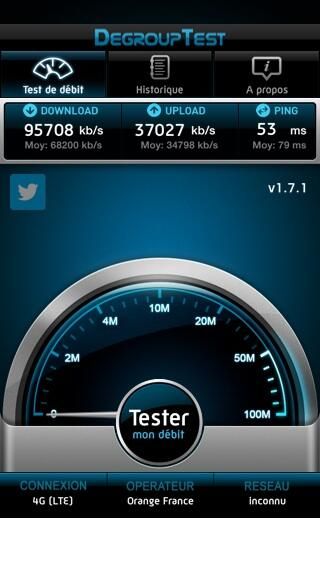 DEGROUPTEST
Test de débit Historique A propos
DOWNLOAD UPLOAD PING
95708 kb/s 37027 kb/s 53 ms
Moy: 68200 kb/s Moy: 34798 kb/s Moy: 79 ms
v1.7.1
10M
4M 20M
2M 50M
0 100M
Tester
mon débit
CONNEXION OPERATEUR RESEAU
4G (LTE) Orange France inconnu